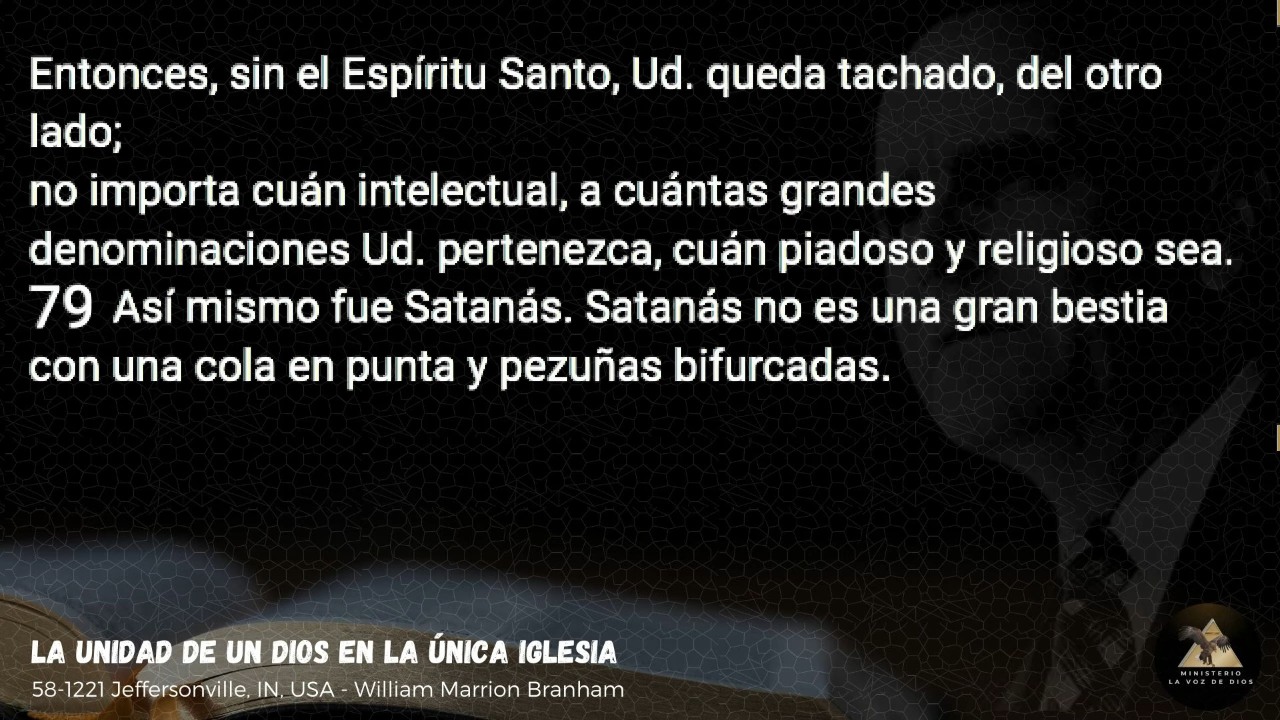 Entonces, sin el Espíritu Santo, Ud. queda tachado, del otro
lado;
no importa cuán intelectual, a cuántas grandes
denominaciones Ud. pertenezca, cuán piadoso y religioso sea.
79 Así mismo fue Satanás. Satanás no es una gran bestia
con una cola en punta y pezuñas bifurcadas.
LA UNIDAD DE UN DIOS EN LA ÚNICA IGLESIA
58-1221 Jeffersonville, IN, USA - William Marrion Branham
MINISTERIO
LA VOZ DE DIOS